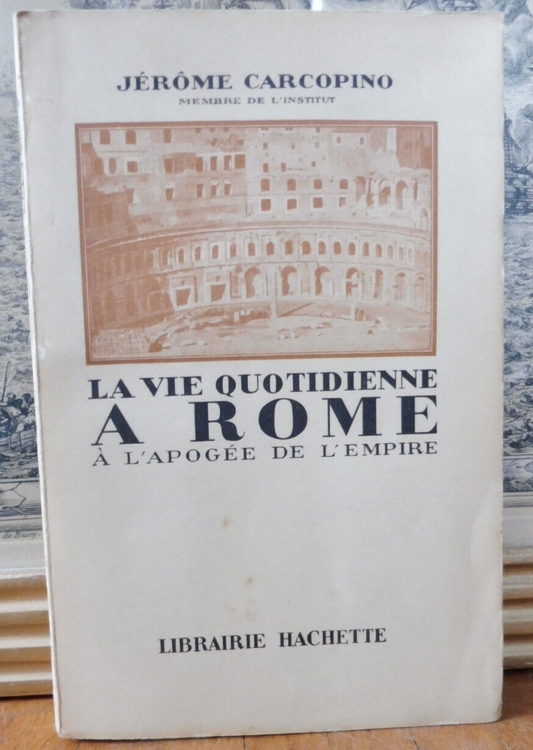 JÉRÔME CARCOPINO
MEMBRE DE L'INSTITUT
LA VIE QUOTIDIENNE
A ROME
À L'APOGÉE DE L'EMPIRE
LIBRAIRIE HACHETTE